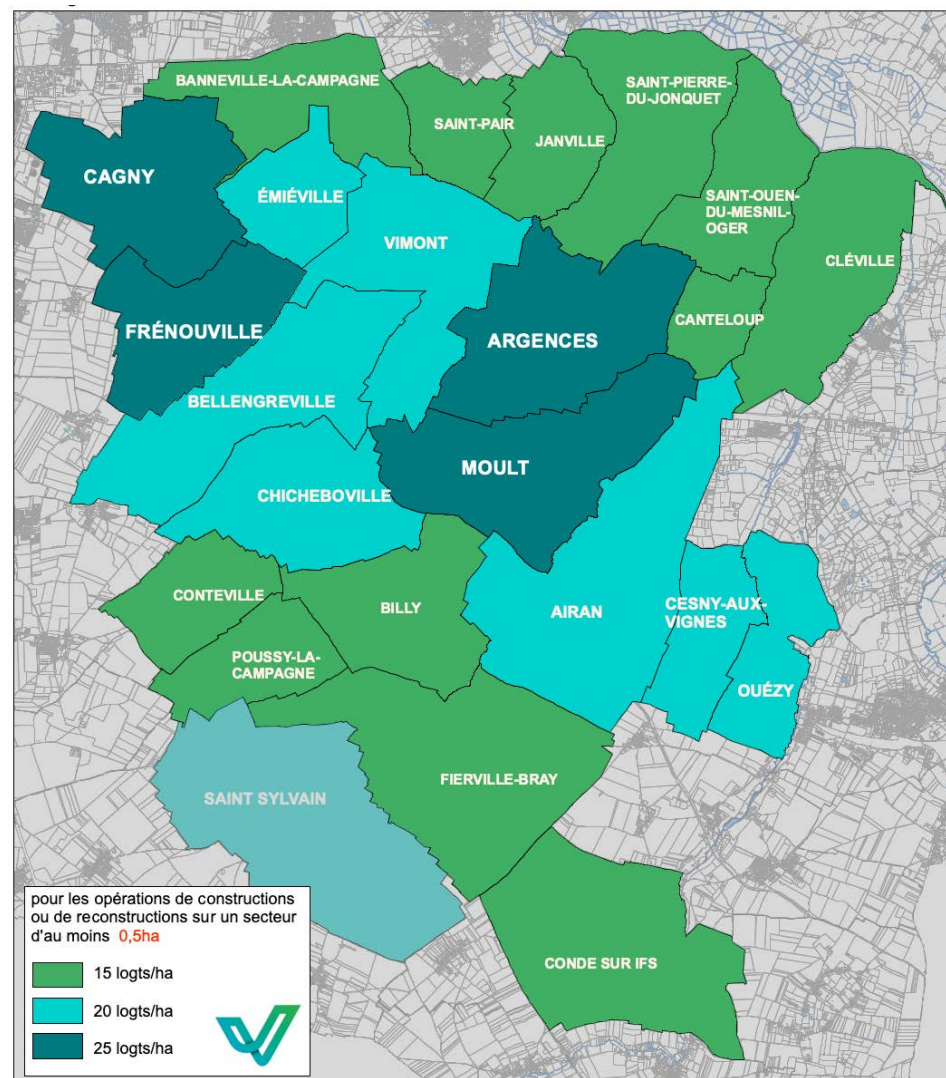 BANNEVILLE-LA-CAMPAGNE
SAINT-PIERRE-
DU-JONQUET
SAINT-PAIR
JANVILLE
CAGNY
ÉMIÉVILLE
SAINT-OUEN-
DU-MESNIL-
OGER
VIMONT
CLÉVILLE
FRÉNOUVILLE
ARGENCES
CANTELOUP
BELLENGREVILLE
MOULT
CHICHEBOVILLE
CONTEVILLE
BILLY
AIRAN
CESNY-AUX-
VIGNES
POUSSY-LA-
CAMPAGNE
OUÉZY
FIERVILLE-BRAY
SAINT SYLVAIN
CONDE SUR IFS
pour les opérations de constructions
ou de reconstructions sur un secteur
d'au moins 0,5ha
15 logts/ha
20 logts/ha
25 logts/ha